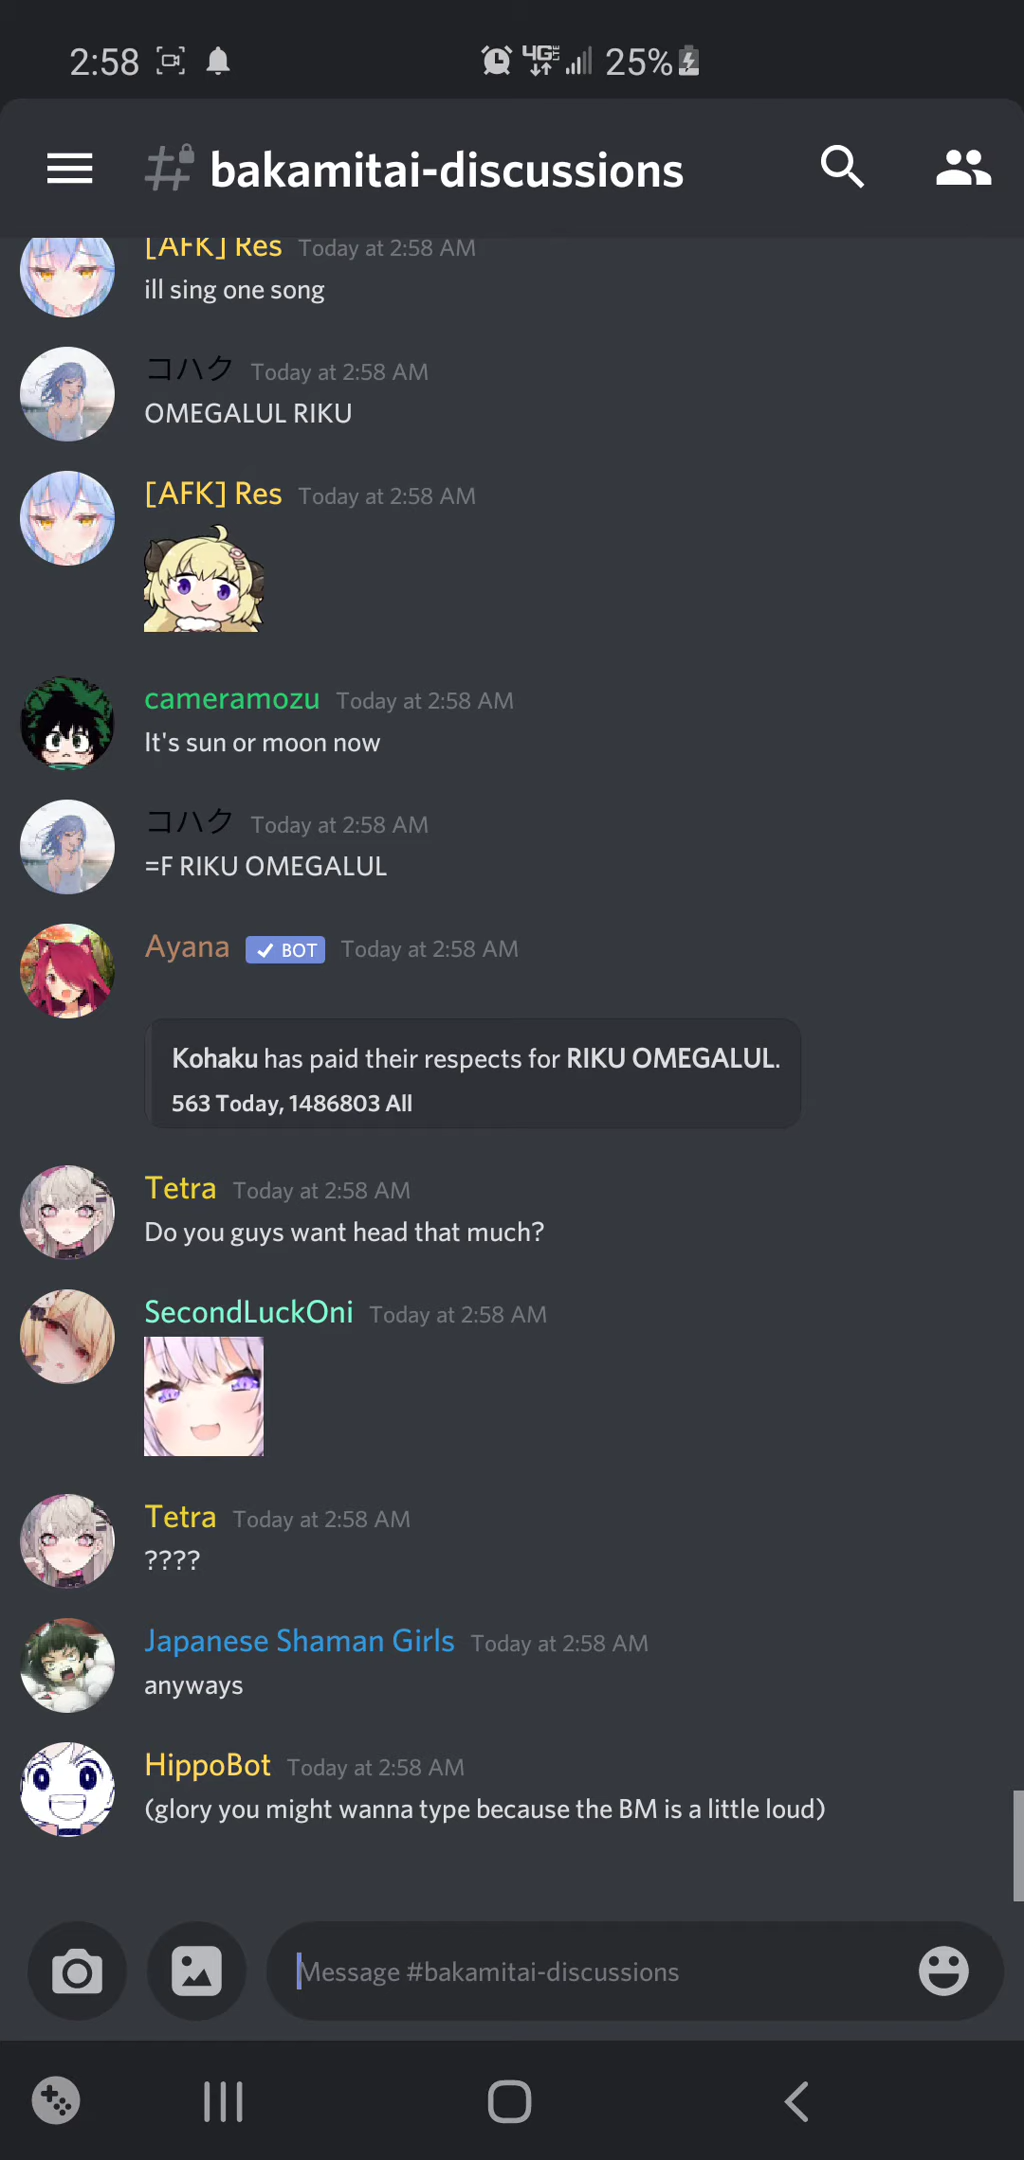 2:58 4G LTE 25%
bakamitai-discussions
[AFK] Res Today at 2:58 AM
ill sing one song
コハク Today at 2:58 AM
OMEGALUL RIKU
[AFK] Res Today at 2:58 AM
cameramozu Today at 2:58 AM
It's sun or moon now
コハク Today at 2:58 AM
=F RIKU OMEGALUL
Ayana BOT Today at 2:58 AM
Kohaku has paid their respects for RIKU OMEGALUL.
563 Today, 1486803 All
Tetra Today at 2:58 AM
Do you guys want head that much?
SecondLuckOni Today at 2:58 AM
Tetra Today at 2:58 AM
????
Japanese Shaman Girls Today at 2:58 AM
anyways
HippoBot Today at 2:58 AM
(glory you might wanna type because the BM is a little loud)
Message #bakamitai-discussions